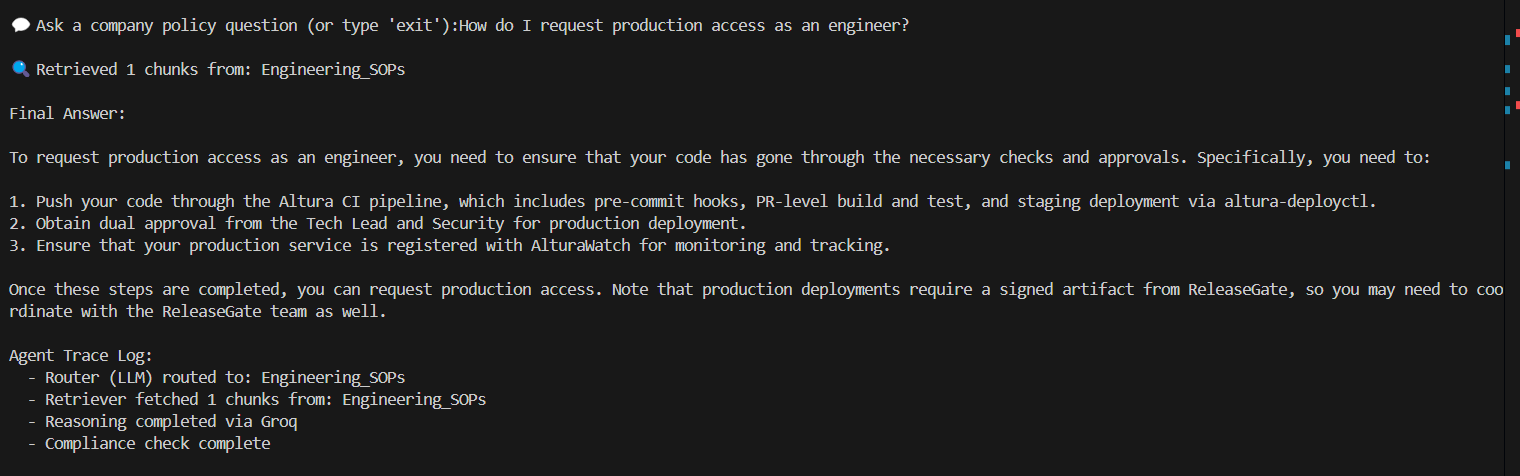 💬 Ask a company policy question (or type 'exit'):How do I request production access as an engineer?
🔍 Retrieved 1 chunks from: Engineering_SOPs
Final Answer:
To request production access as an engineer, you need to ensure that your code has gone through the necessary checks and approvals. Specifically, you need to:
1. Push your code through the Altura CI pipeline, which includes pre-commit hooks, PR-level build and test, and staging deployment via altura-deployctl.
2. Obtain dual approval from the Tech Lead and Security for production deployment.
3. Ensure that your production service is registered with AlturaWatch for monitoring and tracking.
Once these steps are completed, you can request production access. Note that production deployments require a signed artifact from ReleaseGate, so you may need to coo
rdinate with the ReleaseGate team as well.
Agent Trace Log:
- Router (LLM) routed to: Engineering_SOPs
- Retriever fetched 1 chunks from: Engineering_SOPs
- Reasoning completed via Groq
- Compliance check complete